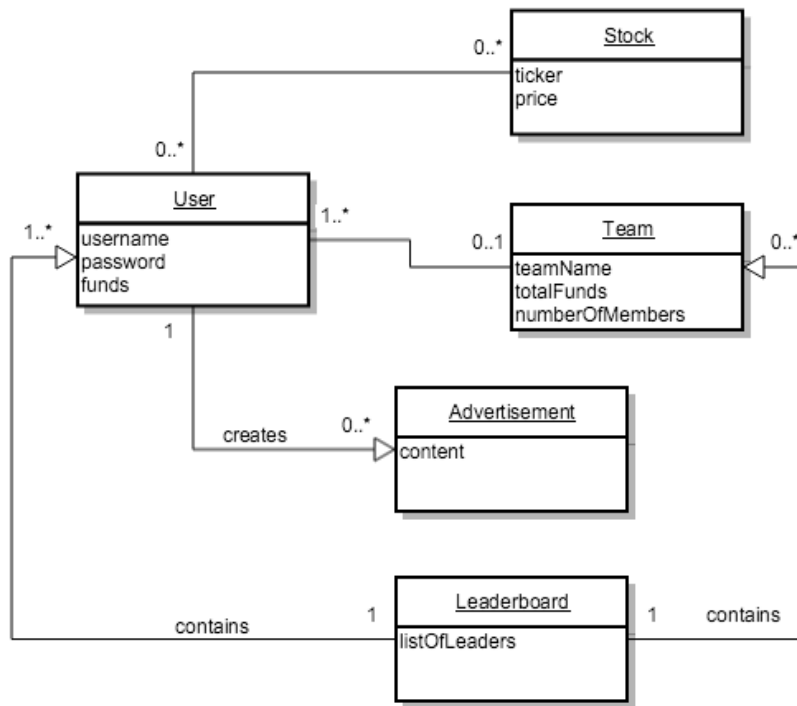 Stock
0..*
ticker
price
0..*
User
1..*
1..*
username
password
funds
Team
0..1
0..*
teamName
totalFunds
numberOfMembers
1
Advertisement
0..*
creates
content
Leaderboard
1
1
contains
contains
listOfLeaders